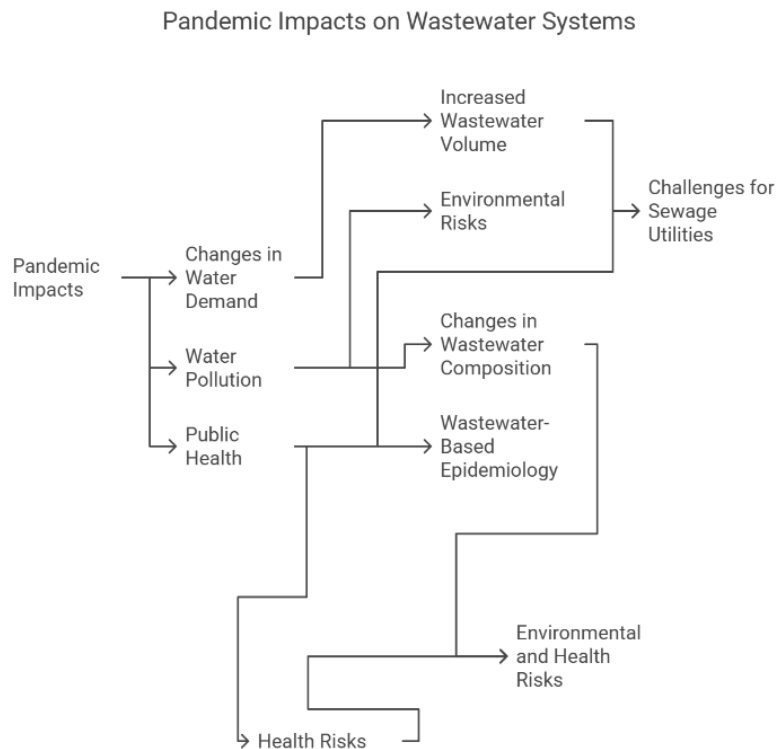 Pandemic Impacts on Wastewater Systems
Pandemic
Impacts
Changes in
Water
Demand
Water
Pollution
Public
Health
Increased
Wastewater
Volume
Environmental
Risks
Changes in
Wastewater
Composition
Wastewater-
Based
Epidemiology
Challenges for
Sewage
Utilities
Environmental
and Health
Risks
Health Risks